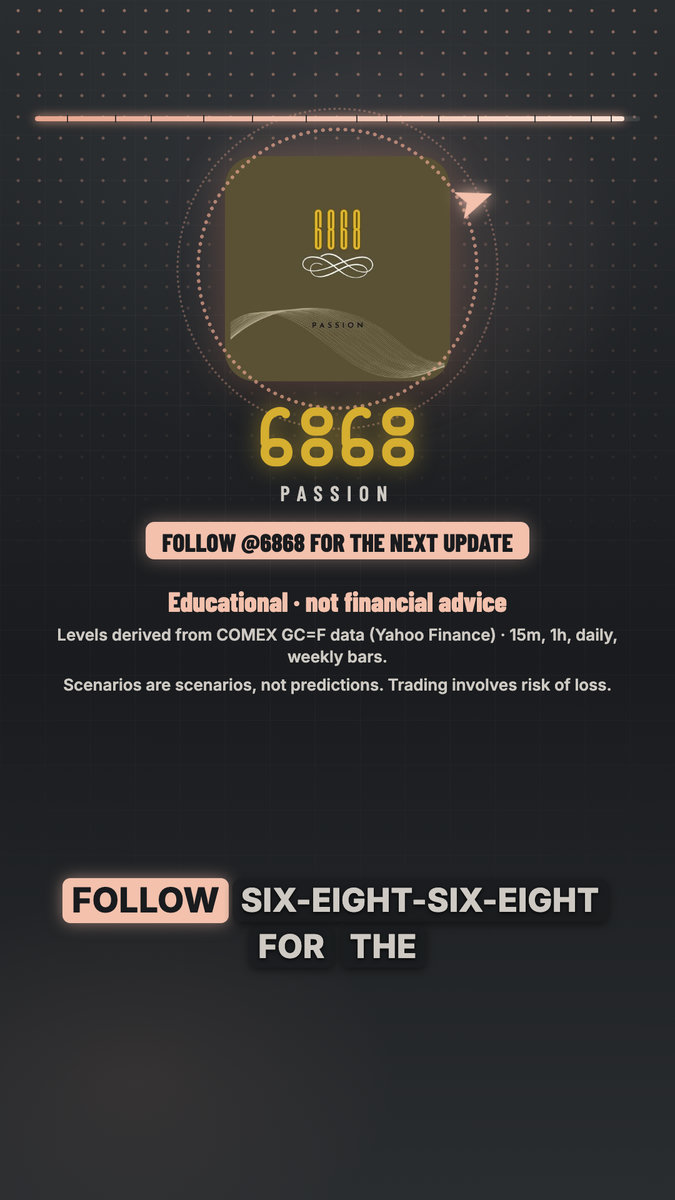 6868
PASSION
6868
PASSION
FOLLOW @6868 FOR THE NEXT UPDATE
Educational · not financial advice
Levels derived from COMEX GC=F data (Yahoo Finance) · 15m, 1h, daily,
weekly bars.
Scenarios are scenarios, not predictions. Trading involves risk of loss.
FOLLOW SIX-EIGHT-SIX-EIGHT
FOR THE